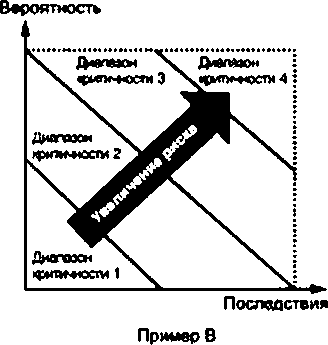 Вероятность
Диапазон
критичности 3
Диапазон
критичности 4
Диапазон
критичности 2
Увеличение риска
Диапазон
критичности 1
Последствия
Пример В